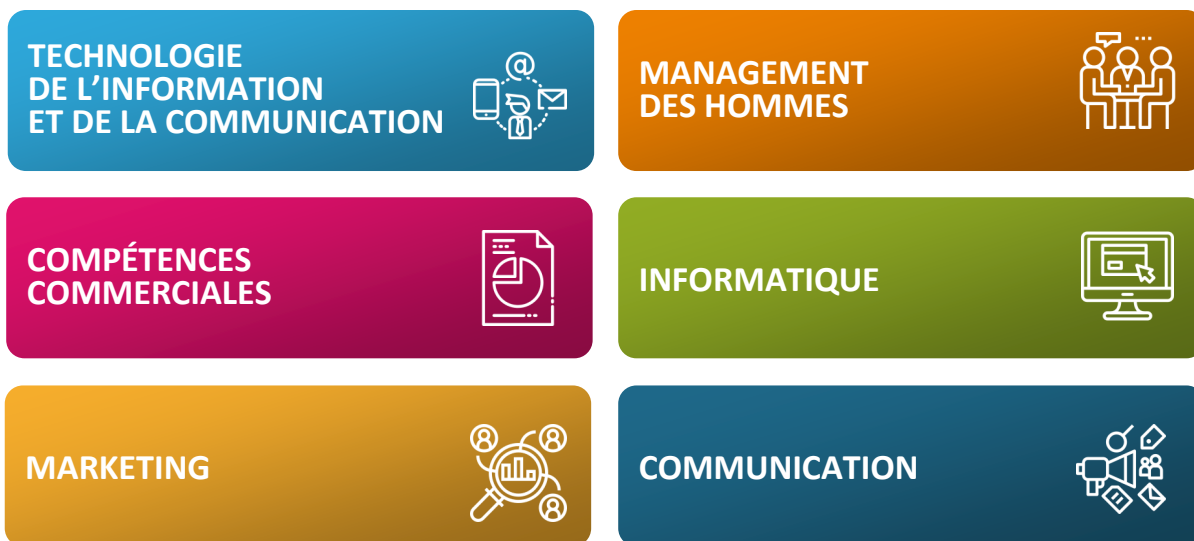 TECHNOLOGIE
DE L’INFORMATION
ET DE LA COMMUNICATION
MANAGEMENT
DES HOMMES
COMPÉTENCES
COMMERCIALES
INFORMATIQUE
MARKETING
COMMUNICATION